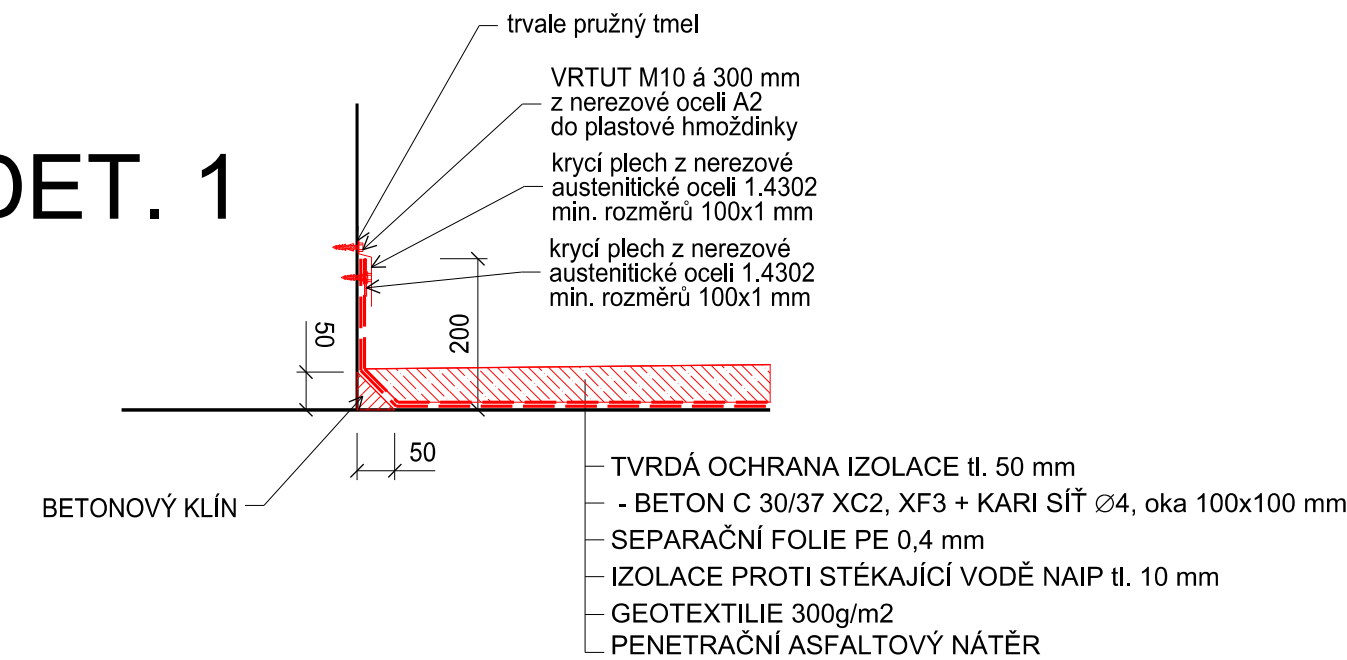 trvale pružný tmel
VRTUT M10 á 300 mm
z nerezové oceli A2
do plastové hmoždinky
DET. 1
krycí plech z nerezové
austenitické oceli 1.4302
min. rozměrů 100x1 mm
krycí plech z nerezové
austenitické oceli 1.4302
min. rozměrů 100x1 mm
50
200
50
BETONOVÝ KLÍN
TVRDÁ OCHRANA IZOLACE tl. 50 mm
- BETON C 30/37 XC2, XF3 + KARI SÍŤ ∅4, oka 100x100 mm
SEPARAČNÍ FOLIE PE 0,4 mm
IZOLACE PROTI STÉKAJÍCÍ VODĚ NAIP tl. 10 mm
GEOTEXTILIE 300g/m2
PENETRAČNÍ ASFALTOVÝ NÁTĚR